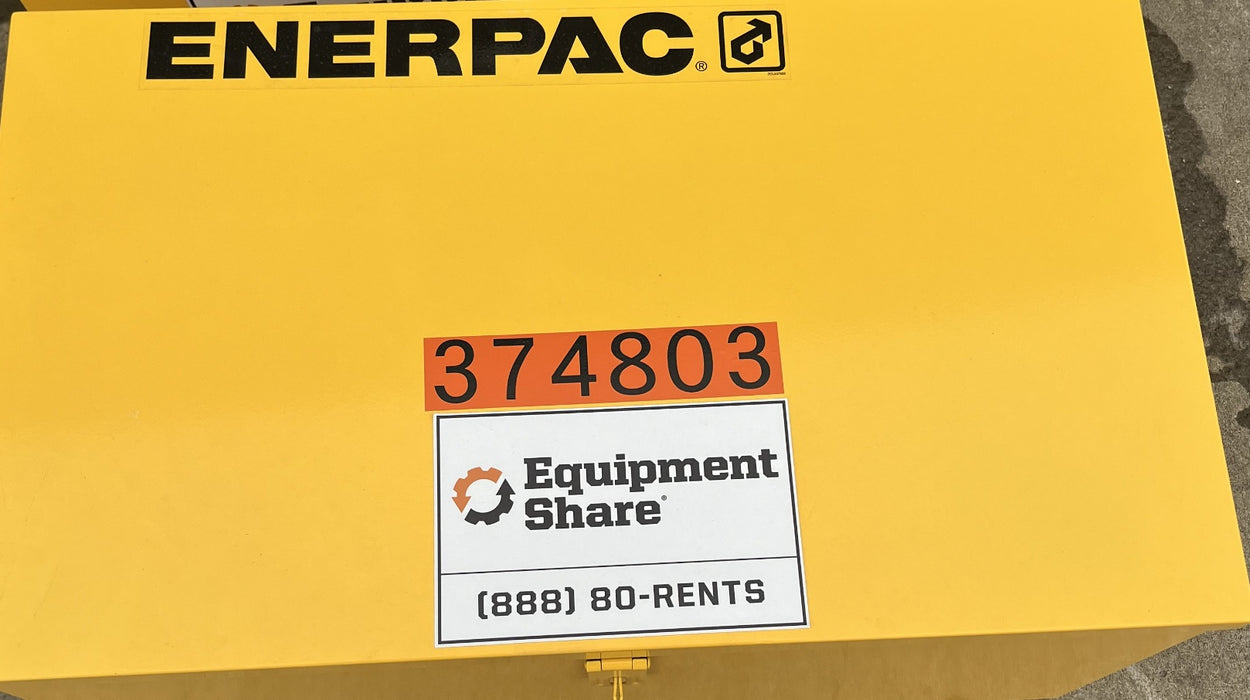 ENERPAC®
374803
Equipment
Share®
(888) 80-RENTS